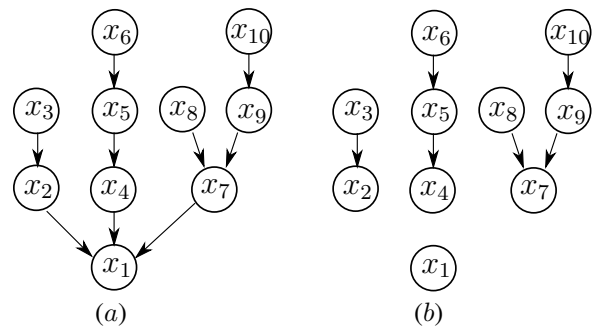 x₆ x₁₀ x₆ x₁₀
x₃ x₅ x₈ x₉ x₃ x₅ x₈ x₉
x₂ x₄ x₇ x₂ x₄ x₇
x₁ x₁
(a) (b)